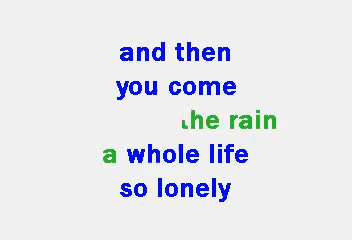 and then
you come
the rain
a whole life
so lonely